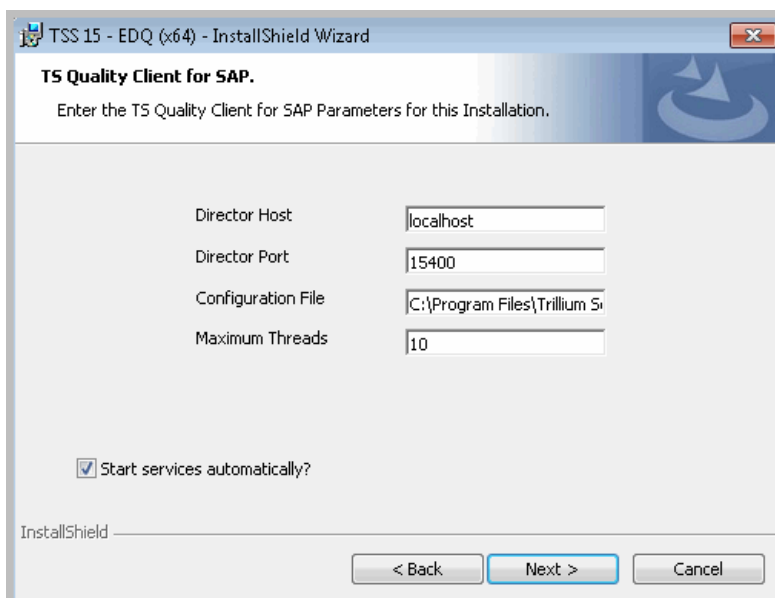 TSS 15 - EDQ (x64) - InstallShield Wizard
TS Quality Client for SAP.
Enter the TS Quality Client for SAP Parameters for this Installation.
Director Host localhost
Director Port 15400
Configuration File C:\Program Files\Trillium
Maximum Threads 10
Start services automatically?
InstallShield
< Back Next > Cancel